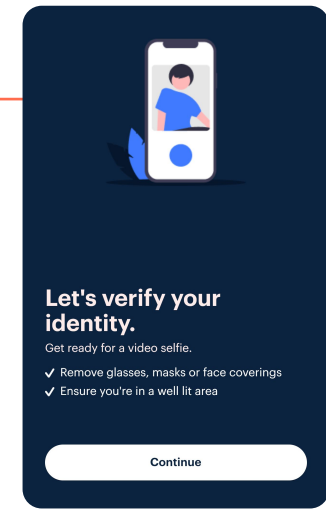 Let's verify your
identity.
Get ready for a video selfie.
Remove glasses, masks or face coverings
Ensure you're in a well lit area
Continue